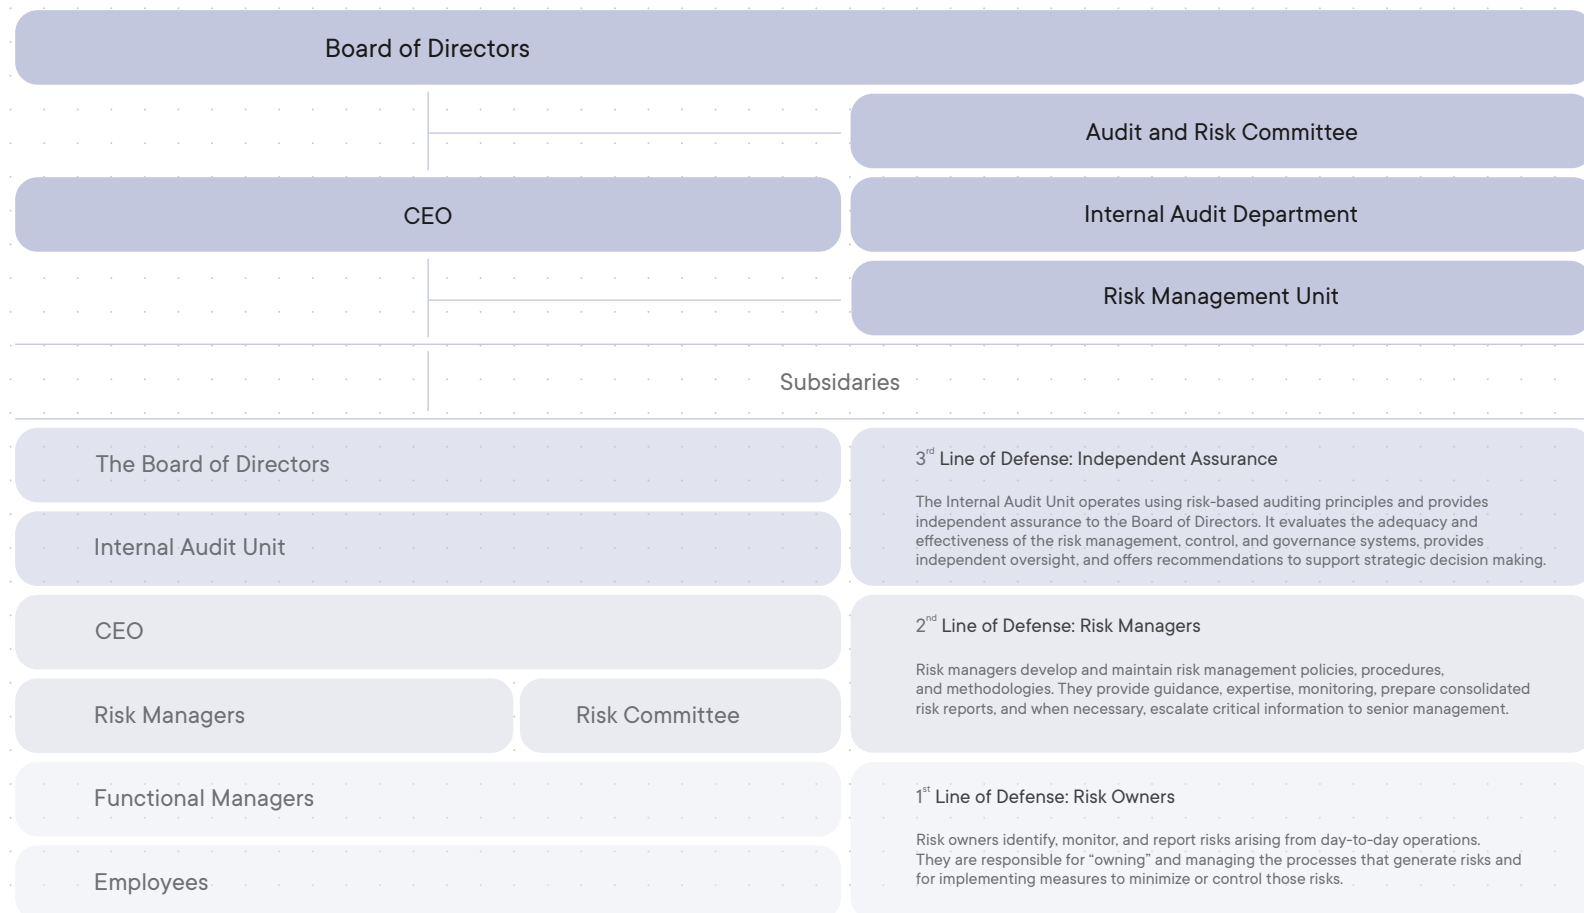 Board of Directors
Audit and Risk Committee
CEO
Internal Audit Department
Risk Management Unit
Subsidaries
The Board of Directors
Internal Audit Unit
3rd Line of Defense: Independent Assurance
The Internal Audit Unit operates using risk-based auditing principles and provides
independent assurance to the Board of Directors. It evaluates the adequacy and
effectiveness of the risk management, control, and governance systems, provides
independent oversight, and offers recommendations to support strategic decision making.
CEO
Risk Managers
Risk Committee
2nd Line of Defense: Risk Managers
Risk managers develop and maintain risk management policies, procedures,
and methodologies. They provide guidance, expertise, monitoring, prepare consolidated
risk reports, and when necessary, escalate critical information to senior management.
Functional Managers
Employees
1st Line of Defense: Risk Owners
Risk owners identify, monitor, and report risks arising from day-to-day operations.
They are responsible for “owning” and managing the processes that generate risks and
for implementing measures to minimize or control those risks.